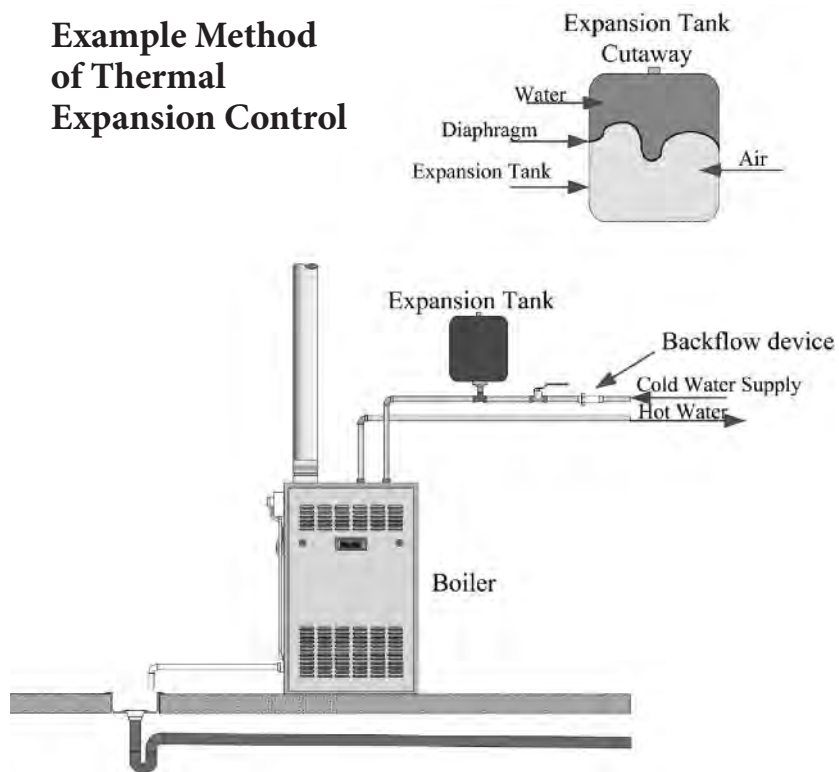 Example Method
of Thermal
Expansion Control
Expansion Tank
Cutaway
Water
Diaphragm
Expansion Tank
Air
Expansion Tank
Backflow device
Cold Water Supply
Hot Water
Boiler